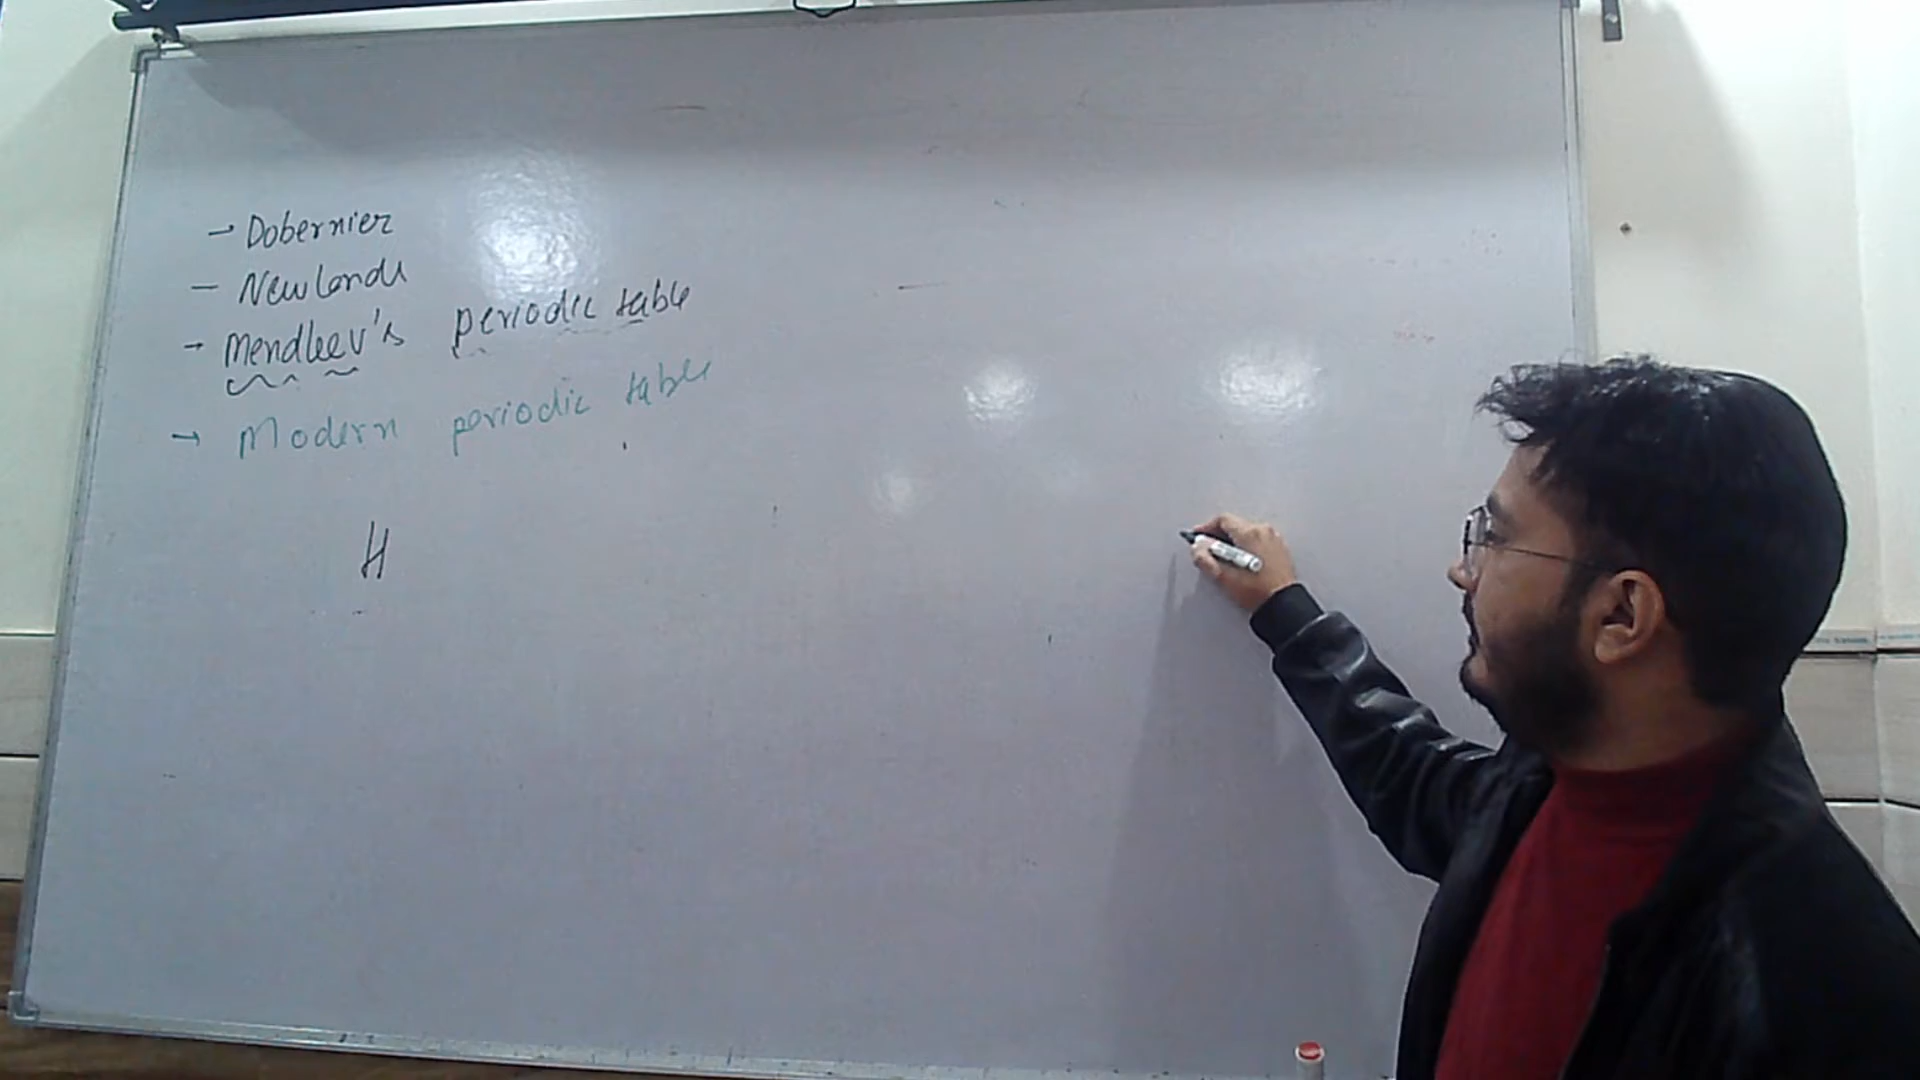 → Dobernier
— Newlands
→ Mendleev's periodic table
→ Modern periodic table
H